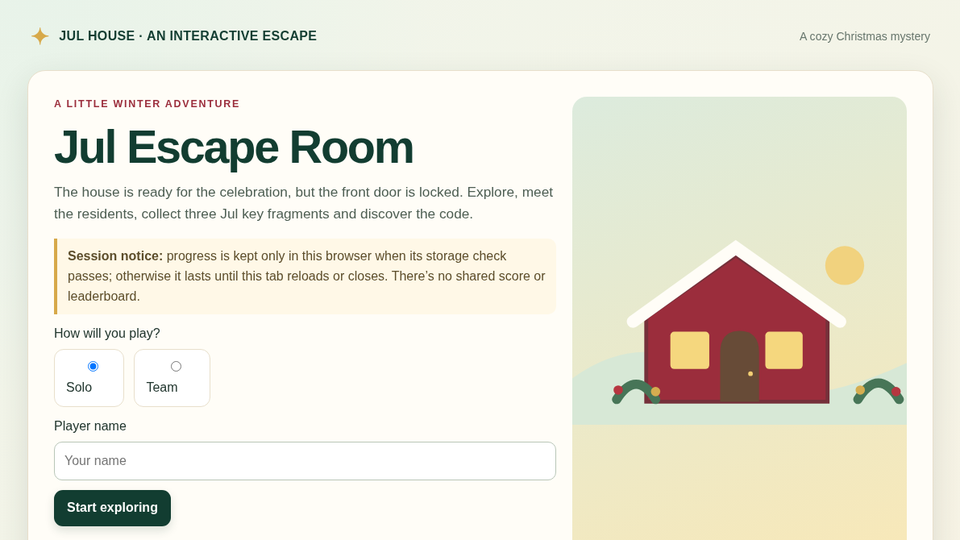 JUL HOUSE · AN INTERACTIVE ESCAPE
A cozy Christmas mystery
A LITTLE WINTER ADVENTURE
Jul Escape Room
The house is ready for the celebration, but the front door is locked. Explore, meet
the residents, collect three Jul key fragments and discover the code.
Session notice: progress is kept only in this browser when its storage check
passes; otherwise it lasts until this tab reloads or closes. There’s no shared score or
leaderboard.
How will you play?
Solo
Team
Player name
Your name
Start exploring